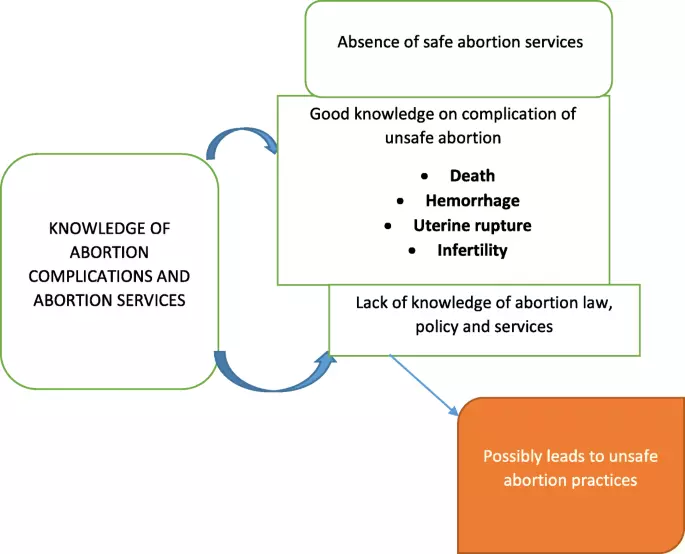 Absence of safe abortion services
Good knowledge on complication of
unsafe abortion
• Death
• Hemorrhage
• Uterine rupture
• Infertility
KNOWLEDGE OF
ABORTION
COMPLICATIONS AND
ABORTION SERVICES
Lack of knowledge of abortion law,
policy and services
Possibly leads to unsafe
abortion practices